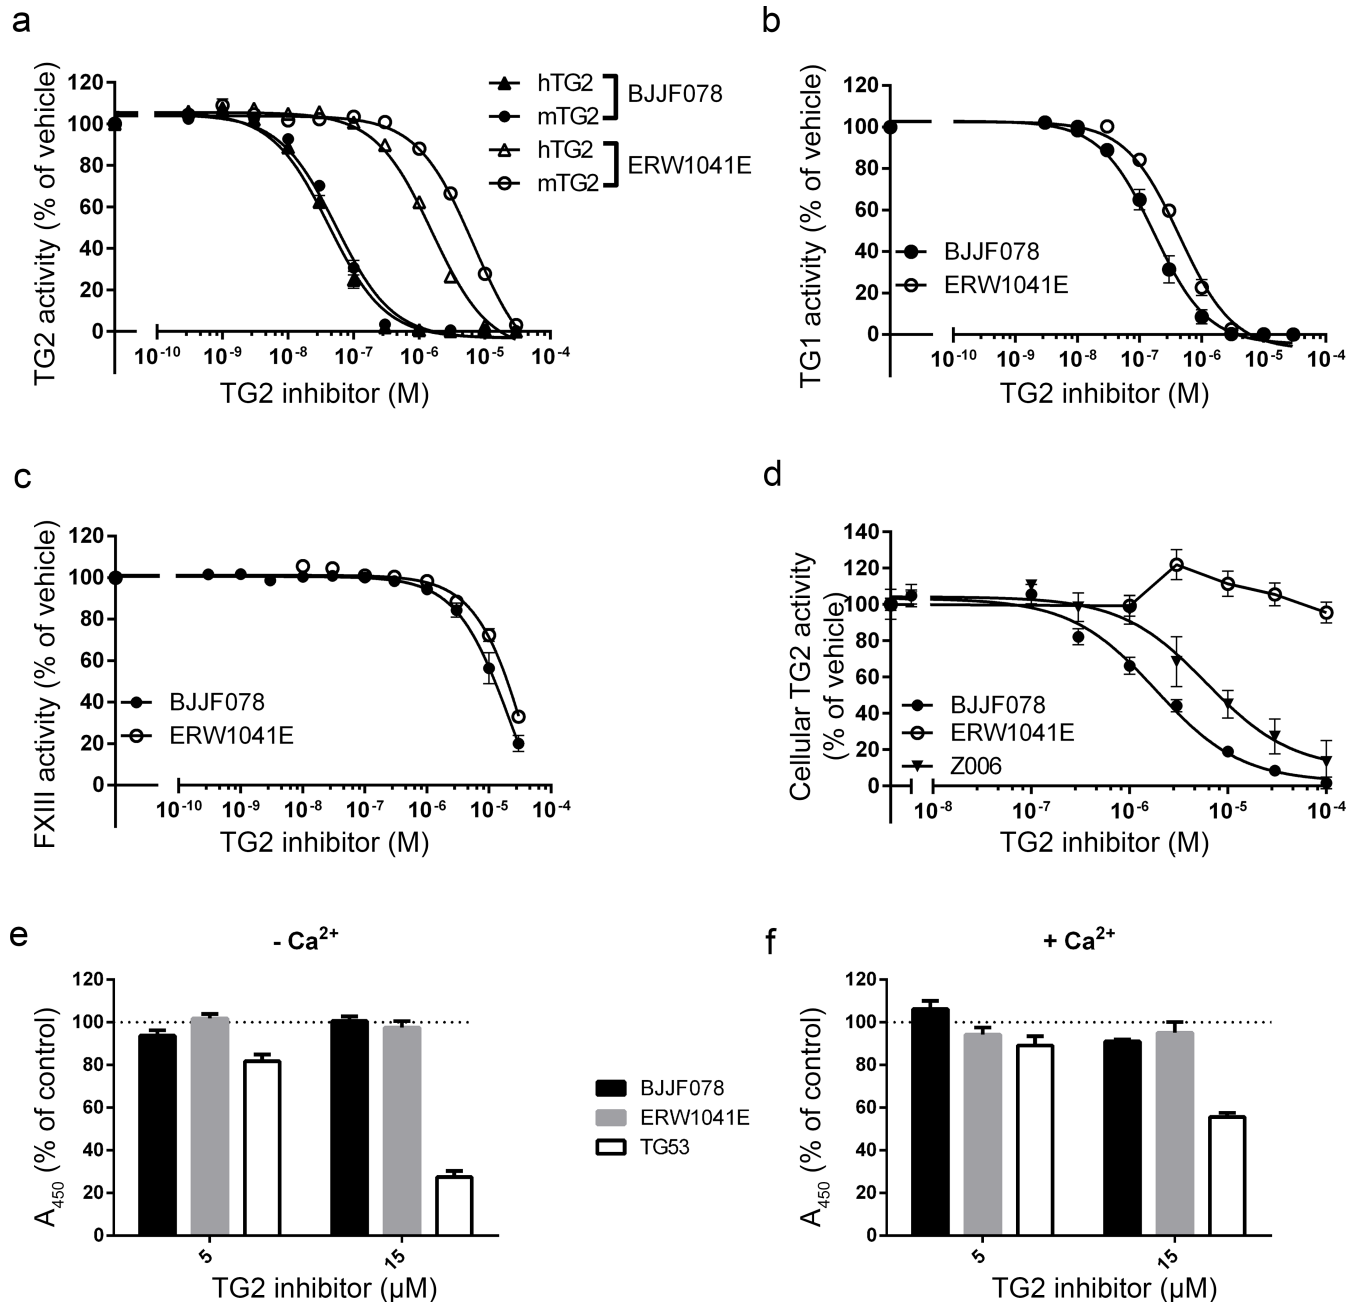 a
TG2 activity (% of vehicle)
120
100
80
60
40
20
0
10-10 10-9 10-8 10-7 10-6 10-5 10-4
TG2 inhibitor (M)
hTG2
mTG2
BJJF078
hTG2
mTG2
ERW1041E
b
TG1 activity (% of vehicle)
120
100
80
60
40
20
0
BJJF078
ERW1041E
10-10 10-9 10-8 10-7 10-6 10-5 10-4
TG2 inhibitor (M)
c
FXIII activity (% of vehicle)
120
100
80
60
40
20
0
BJJF078
ERW1041E
10-10 10-9 10-8 10-7 10-6 10-5 10-4
TG2 inhibitor (M)
d
Cellular TG2 activity
(% of vehicle)
140
120
100
80
60
40
20
0
BJJF078
ERW1041E
Z006
10-8 10-7 10-6 10-5 10-4
TG2 inhibitor (M)
e
- Ca2+
A450 (% of control)
120
100
80
60
40
20
0
5 15
TG2 inhibitor (μM)
BJJF078
ERW1041E
TG53
f
+ Ca2+
A450 (% of control)
120
100
80
60
40
20
0
5 15
TG2 inhibitor (μM)